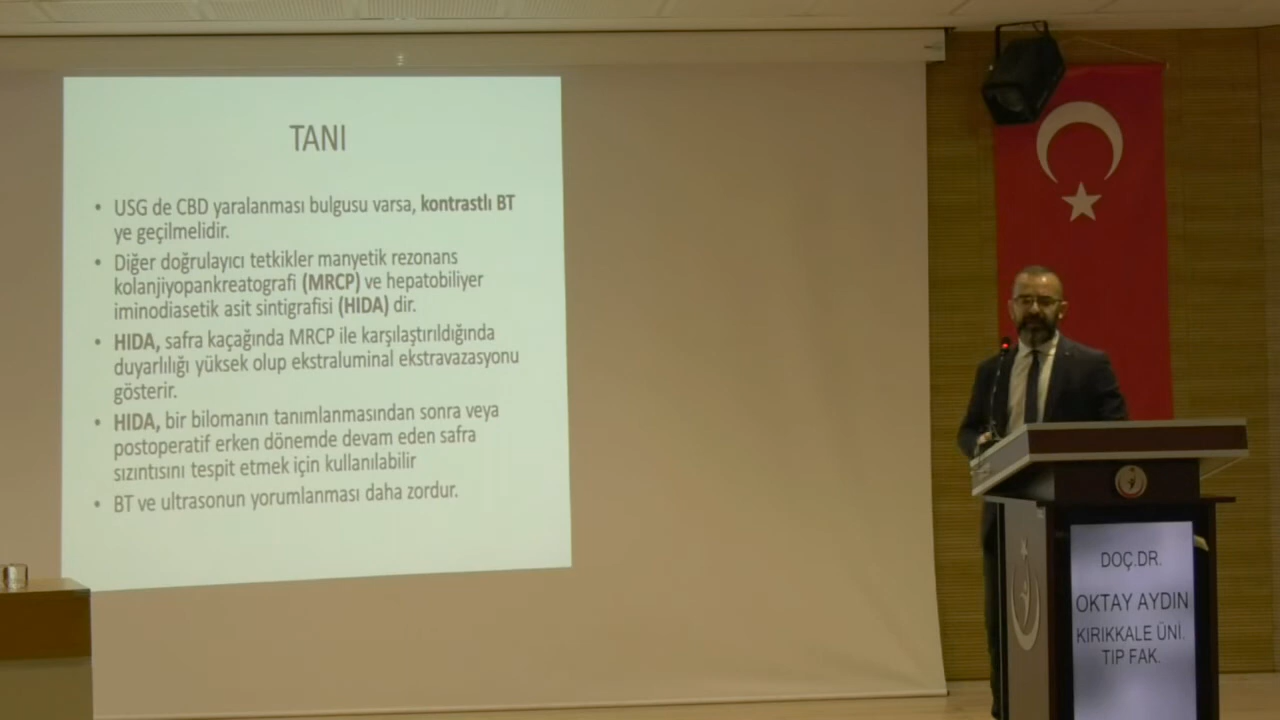 TANI
• USG de CBD yaralanması bulgusu varsa, kontrastlı BT
ye geçilmelidir.
• Diğer doğrulayıcı tetkikler manyetik rezonans
kolanjiyopankreatografi (MRCP) ve hepatobiliyer
iminodiasetik asit sintigrafisi (HIDA) dir.
• HIDA, safra kaçağında MRCP ile karşılaştırıldığında
duyarlılığı yüksek olup ekstraluminal ekstravazasyonu
gösterir.
• HIDA, bir bilomanın tanımlanmasından sonra veya
postoperatif erken dönemde devam eden safra
sızıntısını tespit etmek için kullanılabilir
• BT ve ultrasonun yorumlanması daha zordur.
DOÇ.DR.
OKTAY AYDIN
KIRIKKALE ÜNİ.
TIP FAK.